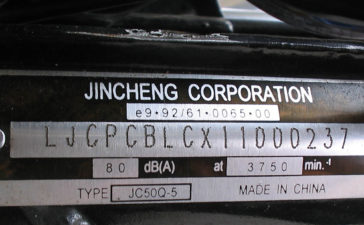 JINCHENG CORPORATION
e9*92/61*0065*00
LJCPCBLCX11000237
80 dB(A) at 3750 min.-1
TYPE JC50Q-5 MADE IN CHINA